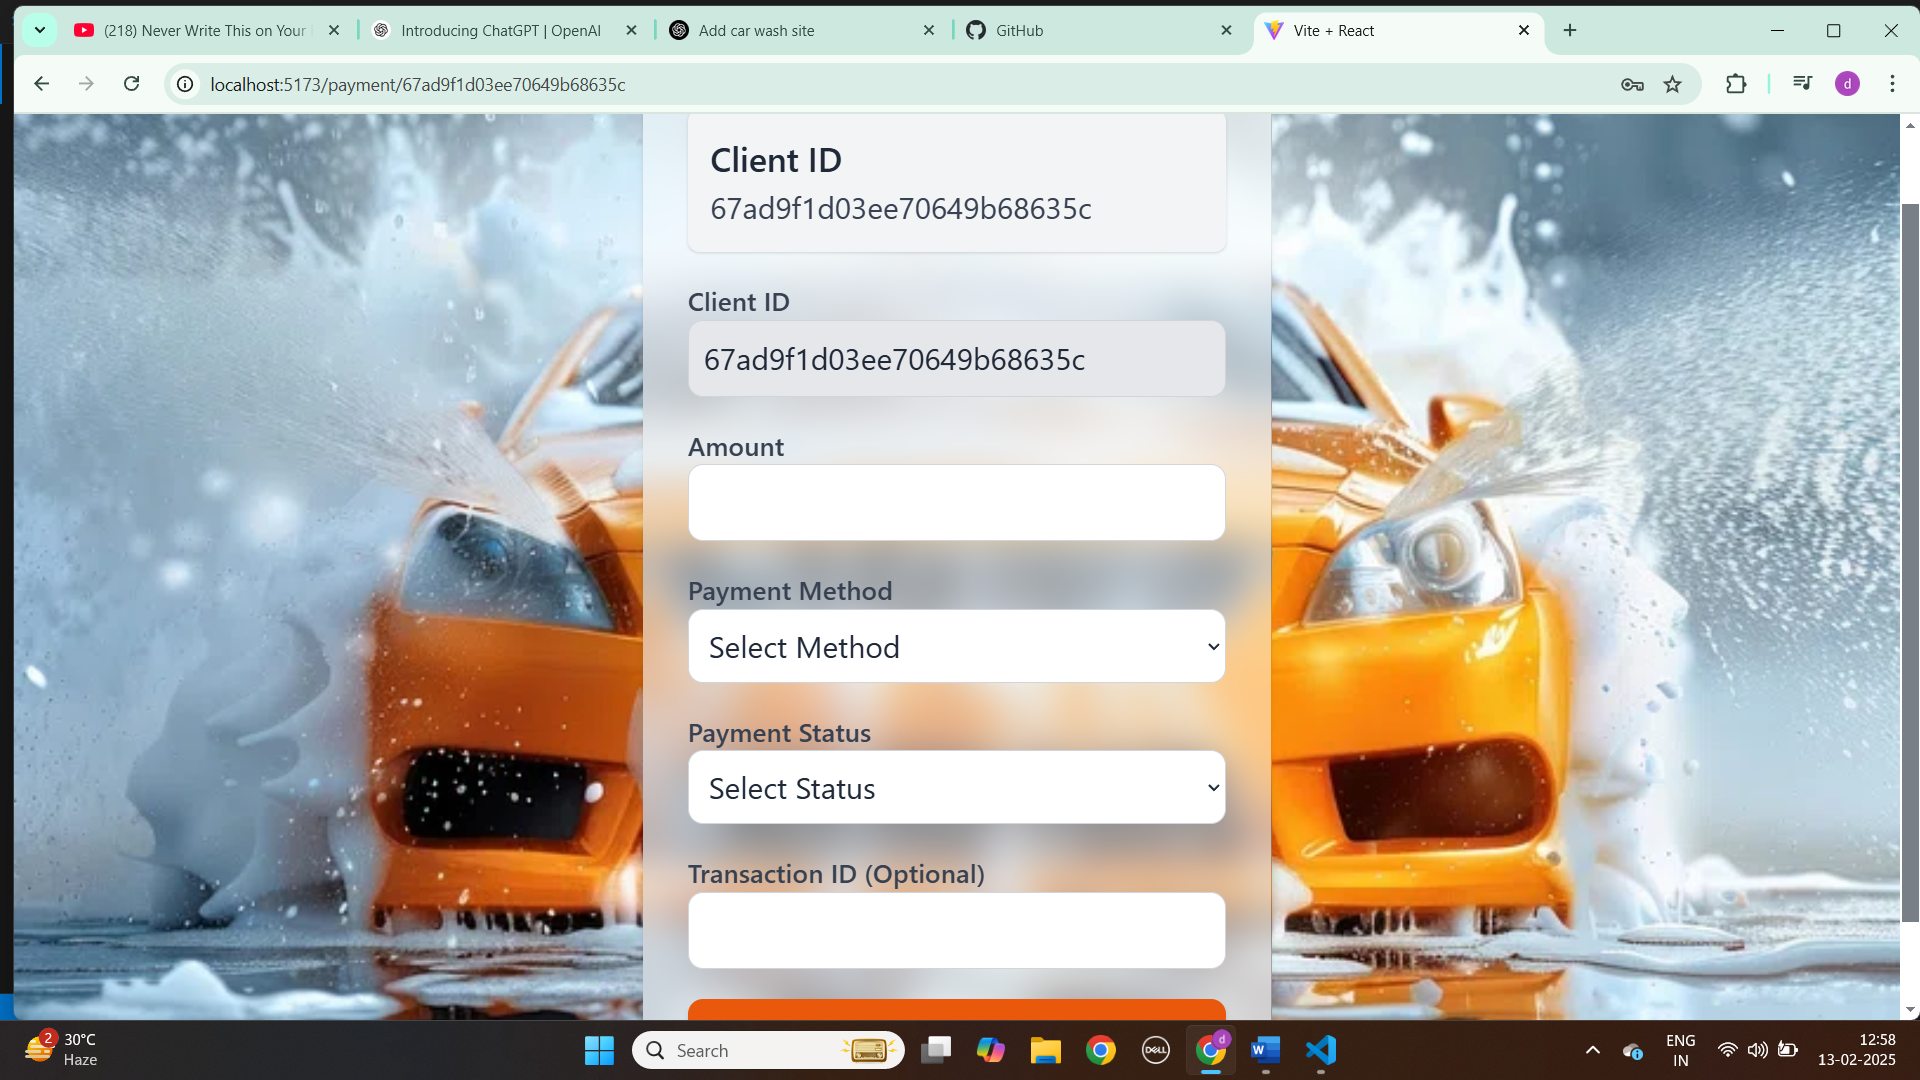 (218) Never Write This on Your
Introducing ChatGPT | OpenAI
Add car wash site
GitHub
Vite + React
localhost:5173/payment/67ad9f1d03ee70649b68635c
d
Client ID
67ad9f1d03ee70649b68635c
Client ID
67ad9f1d03ee70649b68635c
Amount
Payment Method
Select Method
Payment Status
Select Status
Transaction ID (Optional)
2
30°C
Haze
Search
DELL
d
W
ENG
IN
12:58
13-02-2025